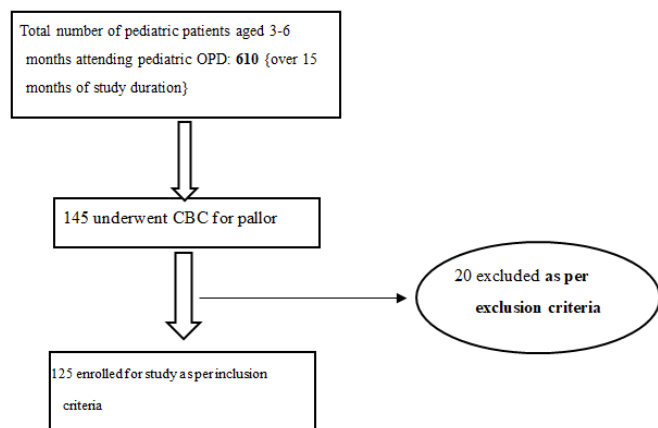 Total number of pediatric patients aged 3-6
months attending pediatric OPD: 610 {over 15
months of study duration}
145 underwent CBC for pallor
20 excluded as per
exclusion criteria
125 enrolled for study as per inclusion
criteria